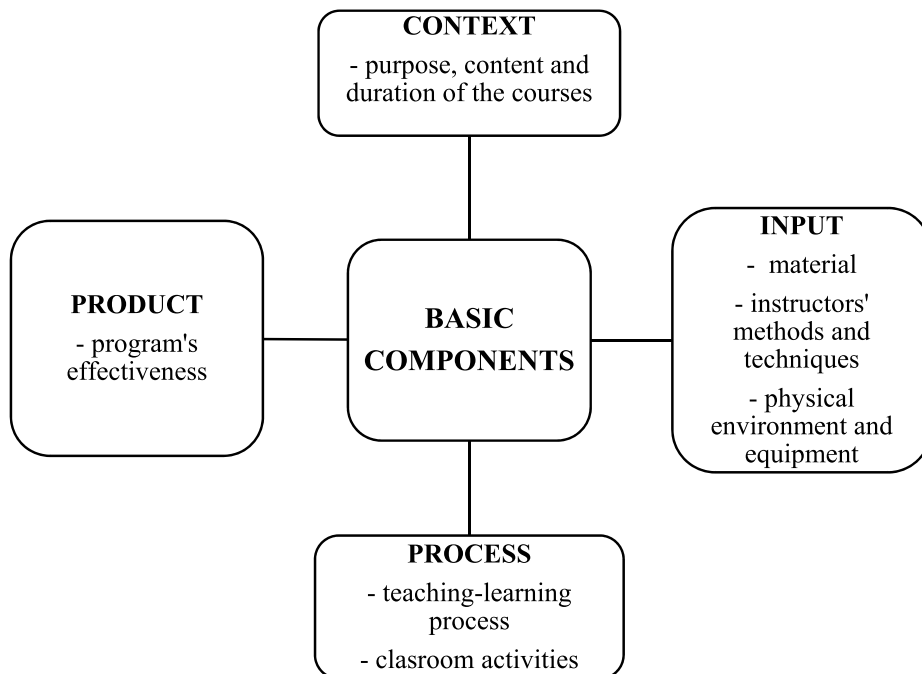 CONTEXT
- purpose, content and
duration of the courses
PRODUCT
- program's
effectiveness
BASIC
COMPONENTS
INPUT
- material
- instructors'
methods and
techniques
- physical
environment and
equipment
PROCESS
- teaching-learning
process
- clasroom activities